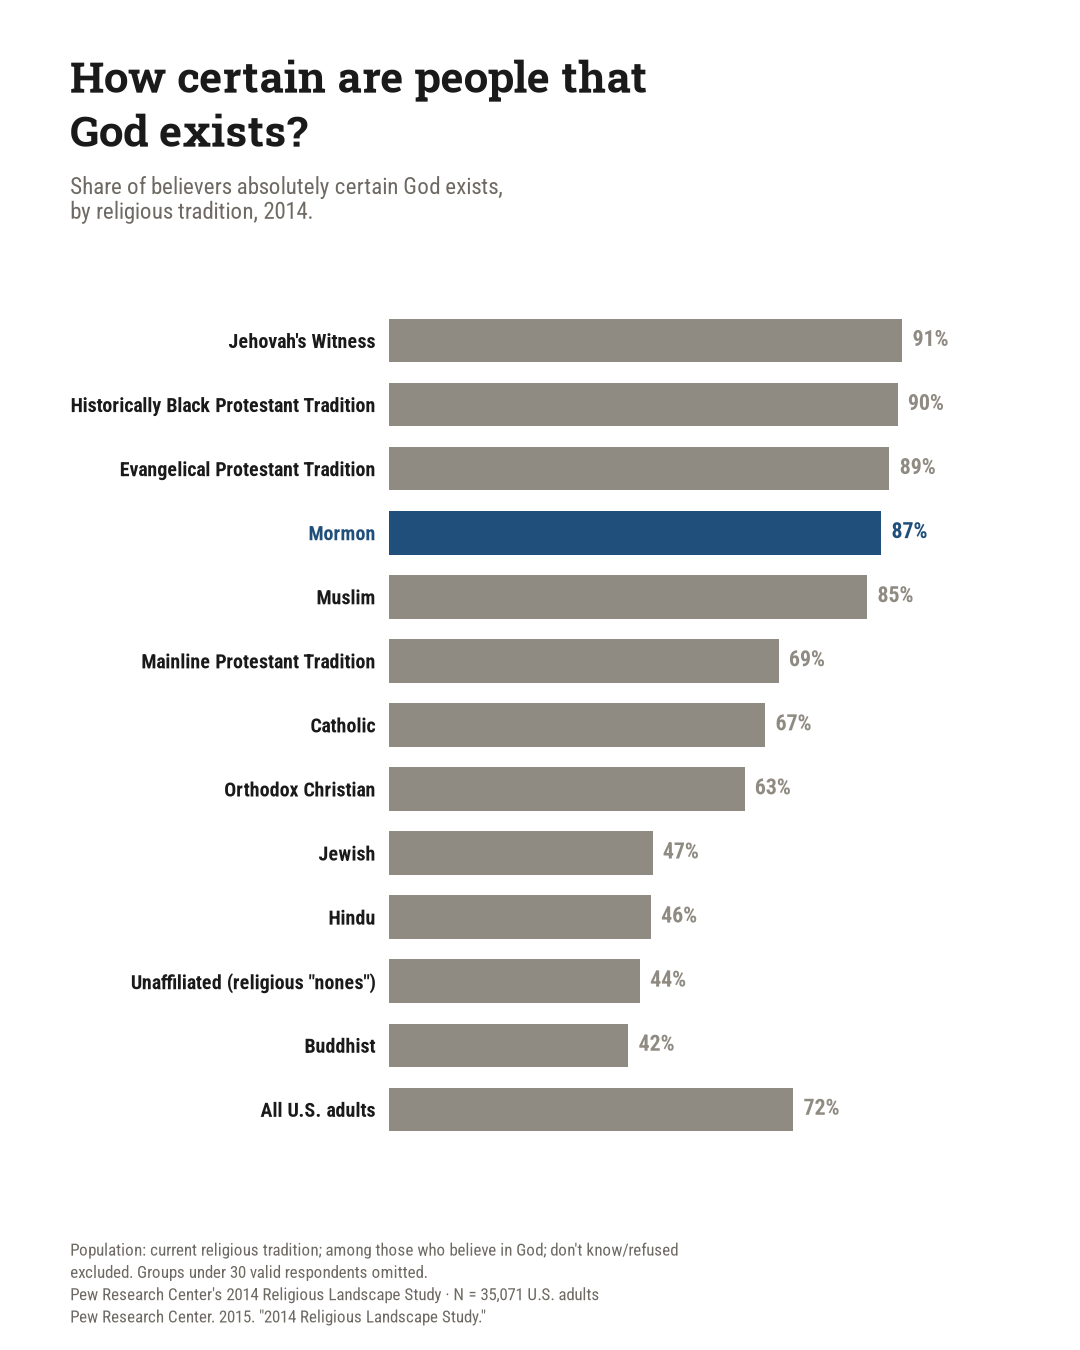 How certain are people that
God exists?
Share of believers absolutely certain God exists,
by religious tradition, 2014.
Jehovah's Witness 91%
Historically Black Protestant Tradition 90%
Evangelical Protestant Tradition 89%
Mormon 87%
Muslim 85%
Mainline Protestant Tradition 69%
Catholic 67%
Orthodox Christian 63%
Jewish 47%
Hindu 46%
Unaffiliated (religious "nones") 44%
Buddhist 42%
All U.S. adults 72%
Population: current religious tradition; among those who believe in God; don't know/refused
excluded. Groups under 30 valid respondents omitted.
Pew Research Center's 2014 Religious Landscape Study · N = 35,071 U.S. adults
Pew Research Center. 2015. "2014 Religious Landscape Study."